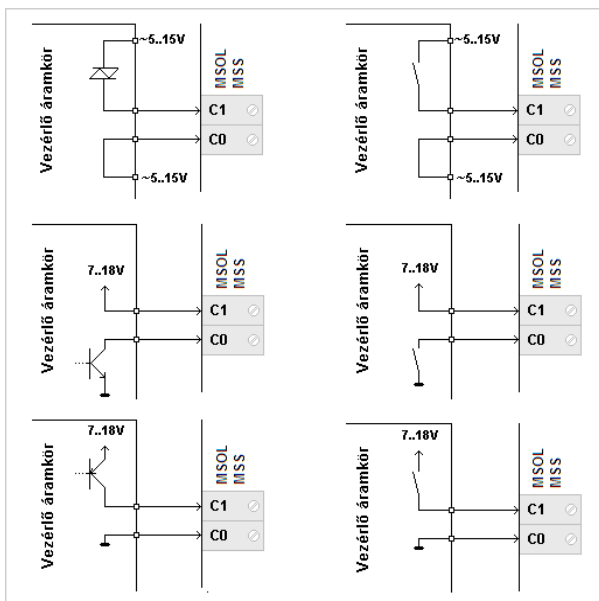 Vezérlő áramkör
~5..15V
MSOL
MSS
C1
C0
~5..15V
Vezérlő áramkör
~5..15V
MSOL
MSS
C1
C0
~5..15V
Vezérlő áramkör
7..18V
MSOL
MSS
C1
C0
Vezérlő áramkör
7..18V
MSOL
MSS
C1
C0
Vezérlő áramkör
7..18V
MSOL
MSS
C1
C0
Vezérlő áramkör
7..18V
MSOL
MSS
C1
C0